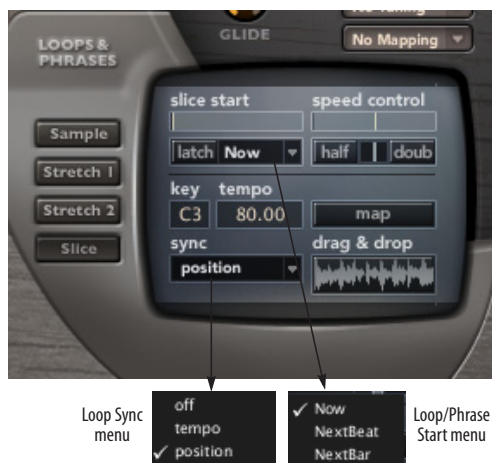 No Tuning
GLIDE
No Mapping
LOOPS &
PHRASES
slice start
speed control
Sample
latch Now
half doub
Stretch 1
key tempo
Stretch 2
C3 80.00
map
Slice
sync
drag & drop
position
Loop Sync
menu
off
tempo
✓ position
✓ Now
NextBeat
NextBar
Loop/Phrase
Start menu